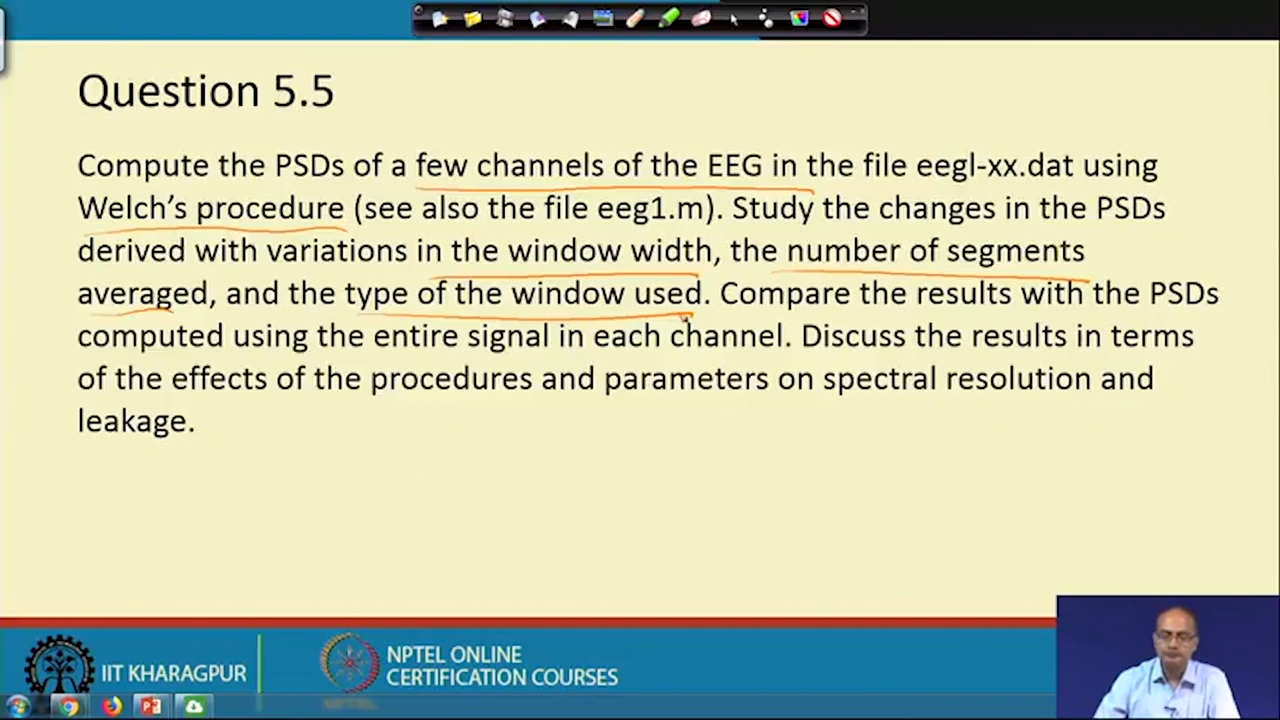 Question 5.5
Compute the PSDs of a few channels of the EEG in the file eegl-xx.dat using
Welch’s procedure (see also the file eeg1.m). Study the changes in the PSDs
derived with variations in the window width, the number of segments
averaged, and the type of the window used. Compare the results with the PSDs
computed using the entire signal in each channel. Discuss the results in terms
of the effects of the procedures and parameters on spectral resolution and
leakage.
IIT KHARAGPUR
NPTEL ONLINE
CERTIFICATION COURSES